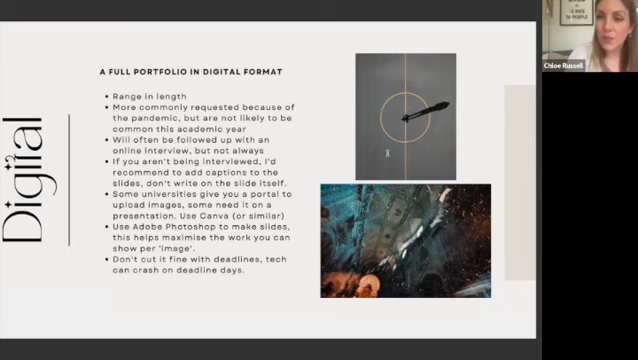 Digital
A FULL PORTFOLIO IN DIGITAL FORMAT
Range in length
More commonly requested because of
the pandemic, but are not likely to be
common this academic year
Will often be followed up with an
online interview, but not always
If you aren't being interviewed, I'd
recommend to add captions to the
slides, don't write on the slide itself.
Some universities give you a portal to
upload images, some need it on a
presentation. Use Canva (or similar)
Use Adobe Photoshop to make slides,
this helps maximise the work you can
show per 'image'.
Don't cut it fine with deadlines, tech
can crash on deadline days.
Chloe Russell
NICE
TO PEOPLE